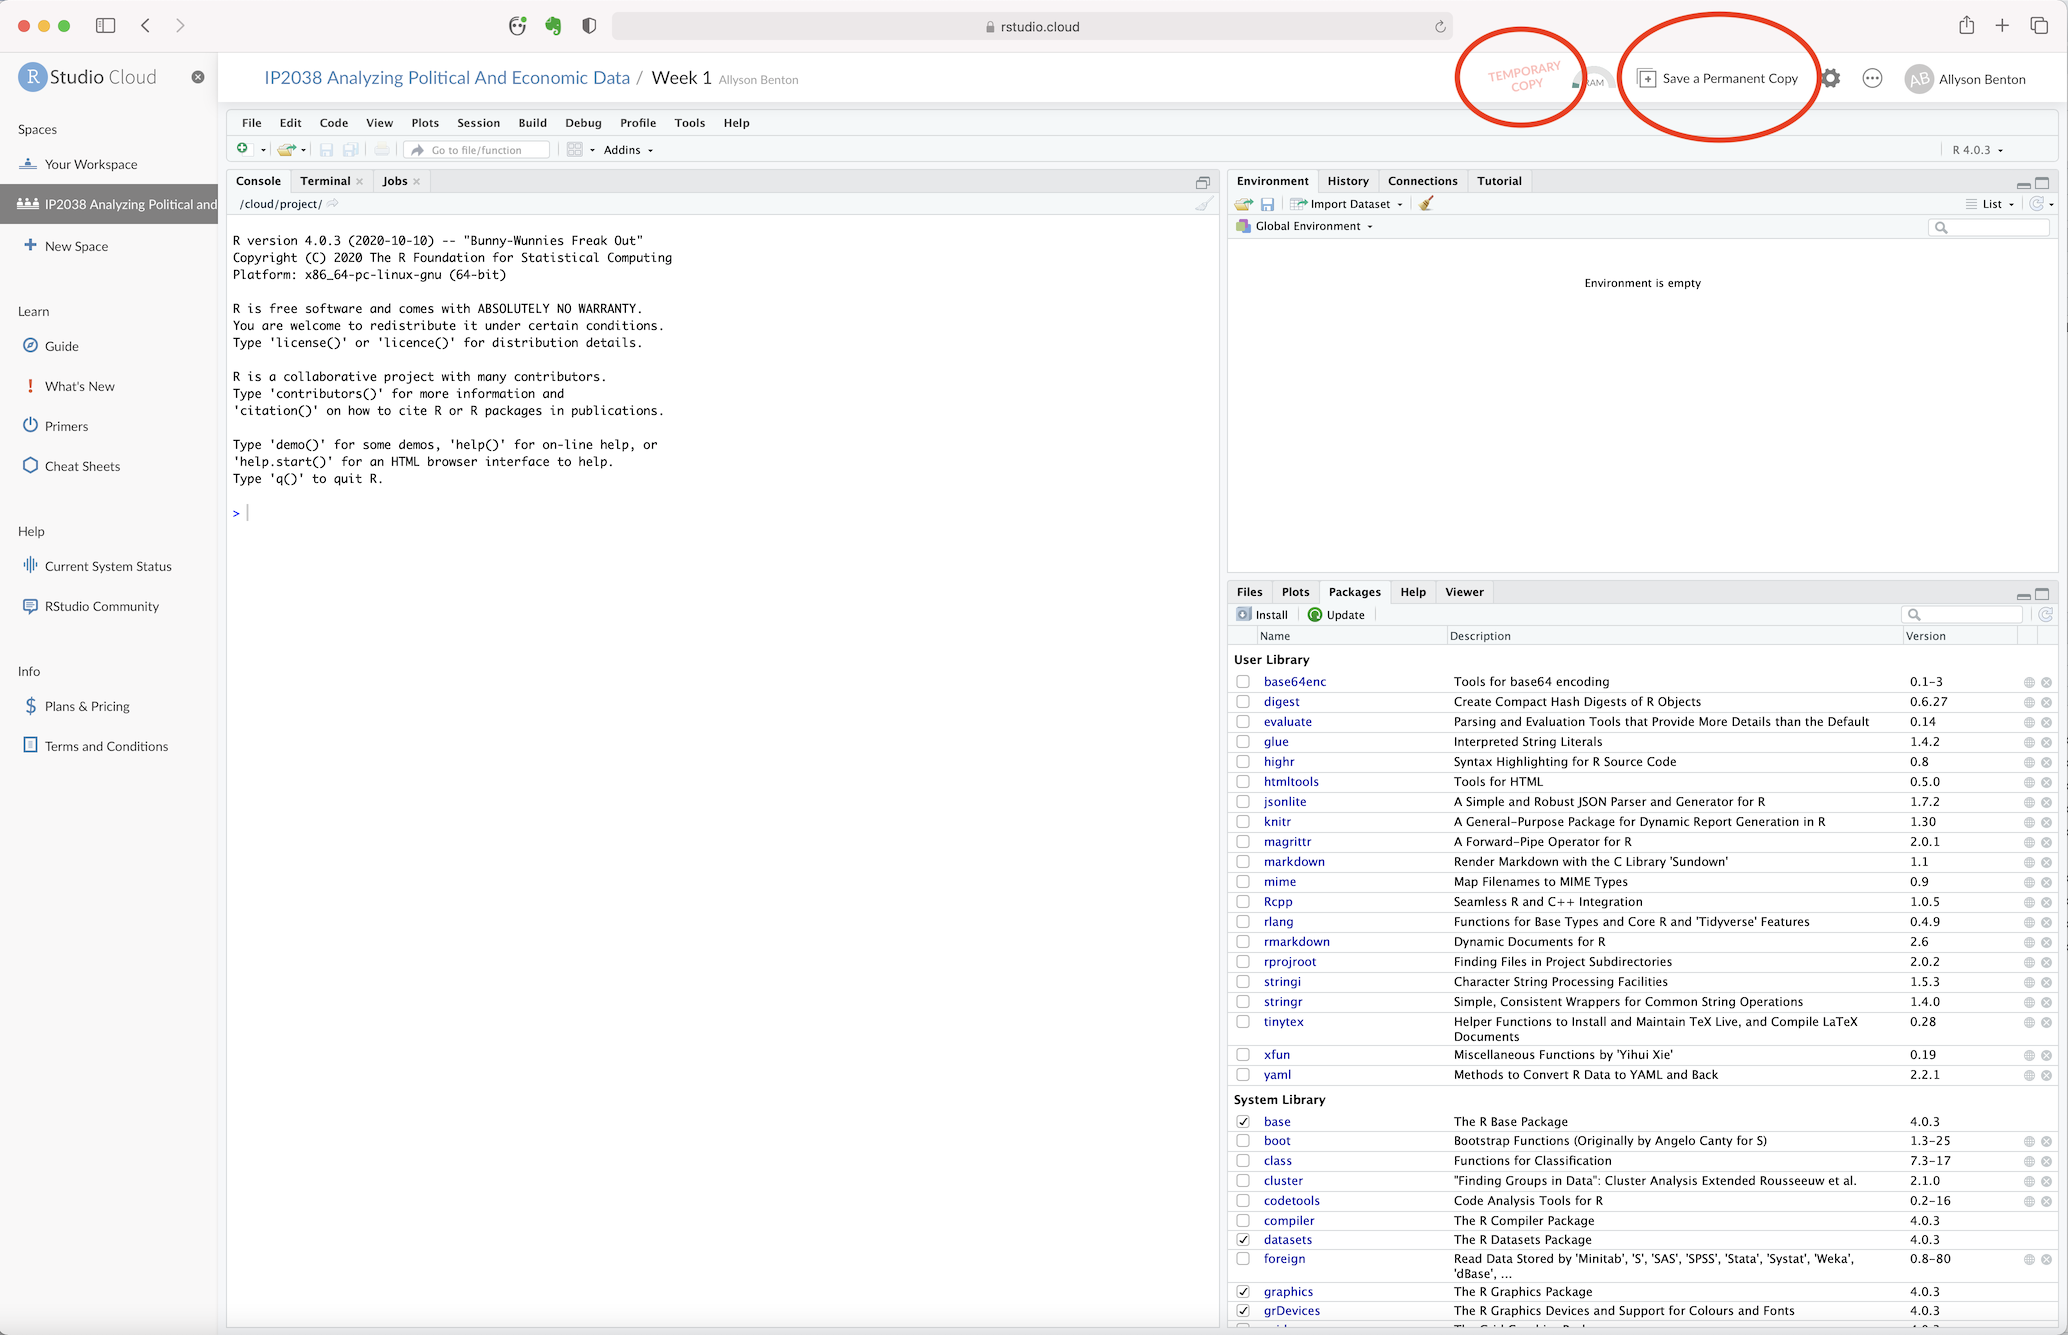 rstudio.cloud
R Studio Cloud
IP2038 Analyzing Political And Economic Data / Week 1 Allyson Benton
TEMPORARY
COPY
RAM
Save a Permanent Copy
AB Allyson Benton
Spaces
Your Workspace
IP2038 Analyzing Political and
New Space
Learn
Guide
What's New
Primers
Cheat Sheets
Help
Current System Status
RStudio Community
Info
Plans & Pricing
Terms and Conditions
File Edit Code View Plots Session Build Debug Profile Tools Help
Go to file/function Addins R 4.0.3
Console Terminal Jobs
/cloud/project/
R version 4.0.3 (2020-10-10) -- "Bunny-Wunnies Freak Out"
Copyright (C) 2020 The R Foundation for Statistical Computing
Platform: x86_64-pc-linux-gnu (64-bit)
R is free software and comes with ABSOLUTELY NO WARRANTY.
You are welcome to redistribute it under certain conditions.
Type 'license()' or 'licence()' for distribution details.
R is a collaborative project with many contributors.
Type 'contributors()' for more information and
'citation()' on how to cite R or R packages in publications.
Type 'demo()' for some demos, 'help()' for on-line help, or
'help.start()' for an HTML browser interface to help.
Type 'q()' to quit R.
>
Environment History Connections Tutorial
Import Dataset List
Global Environment
Environment is empty
Files Plots Packages Help Viewer
Install Update
Name Description Version
User Library
base64enc Tools for base64 encoding 0.1-3
digest Create Compact Hash Digests of R Objects 0.6.27
evaluate Parsing and Evaluation Tools that Provide More Details than the Default 0.14
glue Interpreted String Literals 1.4.2
highr Syntax Highlighting for R Source Code 0.8
htmltools Tools for HTML 0.5.0
jsonlite A Simple and Robust JSON Parser and Generator for R 1.7.2
knitr A General-Purpose Package for Dynamic Report Generation in R 1.30
magrittr A Forward-Pipe Operator for R 2.0.1
markdown Render Markdown with the C Library 'Sundown' 1.1
mime Map Filenames to MIME Types 0.9
Rcpp Seamless R and C++ Integration 1.0.5
rlang Functions for Base Types and Core R and 'Tidyverse' Features 0.4.9
rmarkdown Dynamic Documents for R 2.6
rprojroot Finding Files in Project Subdirectories 2.0.2
stringi Character String Processing Facilities 1.5.3
stringr Simple, Consistent Wrappers for Common String Operations 1.4.0
tinytex Helper Functions to Install and Maintain TeX Live, and Compile LaTeX 0.28
Documents
xfun Miscellaneous Functions by 'Yihui Xie' 0.19
yaml Methods to Convert R Data to YAML and Back 2.2.1
System Library
base The R Base Package 4.0.3
boot Bootstrap Functions (Originally by Angelo Canty for S) 1.3-25
class Functions for Classification 7.3-17
cluster "Finding Groups in Data": Cluster Analysis Extended Rousseeuw et al. 2.1.0
codetools Code Analysis Tools for R 0.2-16
compiler The R Compiler Package 4.0.3
datasets The R Datasets Package 4.0.3
foreign Read Data Stored by 'Minitab', 'S', 'SAS', 'SPSS', 'Stata', 'Systat', 'Weka', 0.8-80
'dBase', ...
graphics The R Graphics Package 4.0.3
grDevices The R Graphics Devices and Support for Colours and Fonts 4.0.3